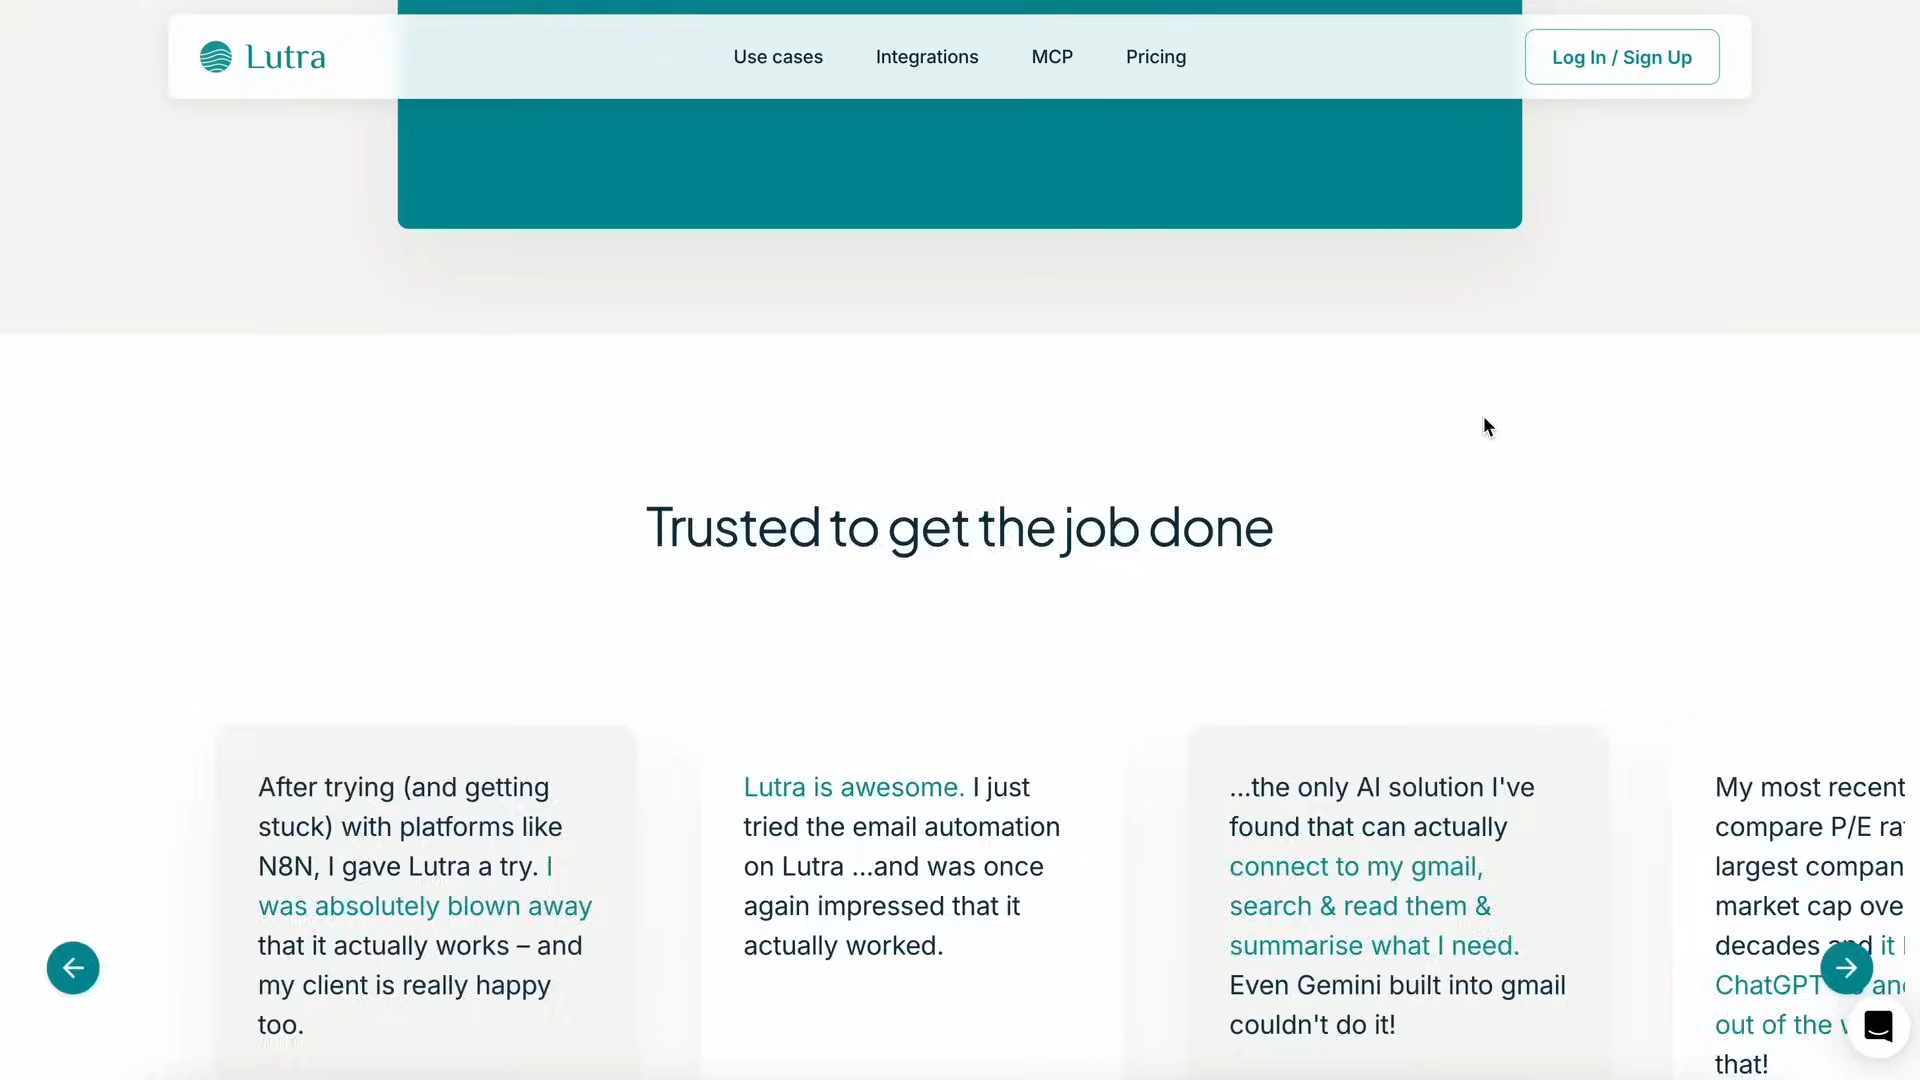 Lutra
Use cases
Integrations
MCP
Pricing
Log In / Sign Up
Trusted to get the job done
After trying (and getting
stuck) with platforms like
N8N, I gave Lutra a try. I
was absolutely blown away
that it actually works – and
my client is really happy
too.
Lutra is awesome. I just
tried the email automation
on Lutra ...and was once
again impressed that it
actually worked.
...the only AI solution I've
found that can actually
connect to my gmail,
search & read them &
summarise what I need.
Even Gemini built into gmail
couldn't do it!
My most recent
compare P/E
largest
market cap
decades and it
ChatGPT
out of the
that!